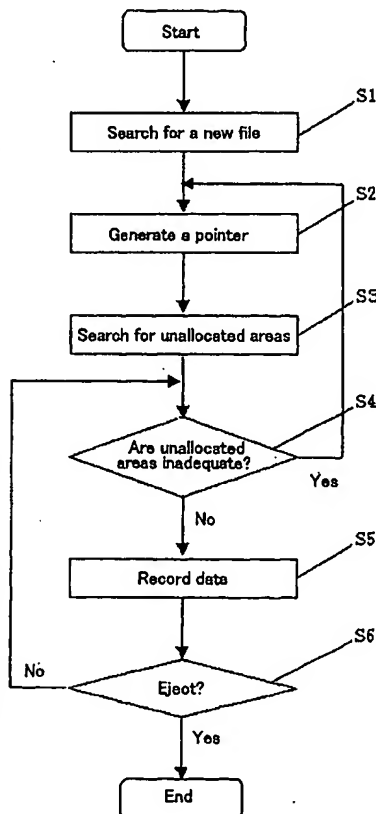 Start
S1
Search for a new file
S2
Generate a pointer
S3
Search for unallocated areas
S4
Are unallocated
areas inadequate?
Yes
No
S5
Record data
S6
No
Eject?
Yes
End